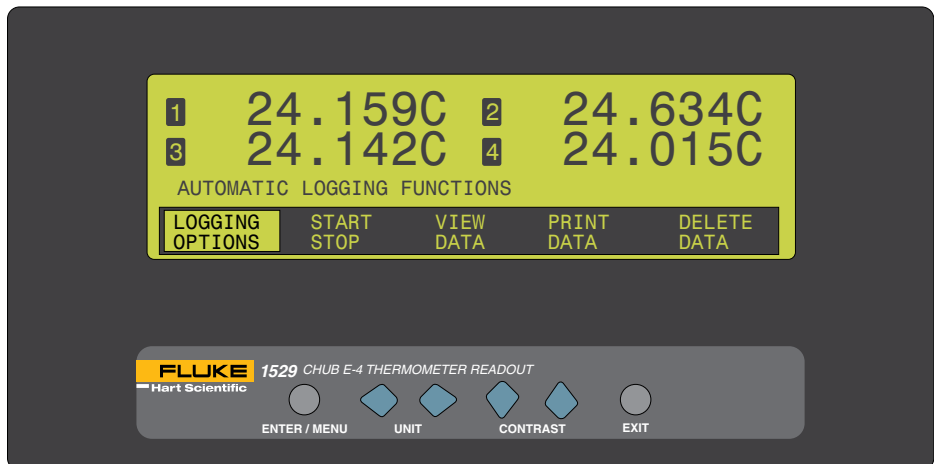 1 24.159C 2 24.634C
3 24.142C 4 24.015C
AUTOMATIC LOGGING FUNCTIONS
LOGGING START VIEW PRINT DELETE
OPTIONS STOP DATA DATA DATA
FLUKE 1529 CHUB E-4 THERMOMETER READOUT
Hart Scientific
ENTER / MENU UNIT CONTRAST EXIT